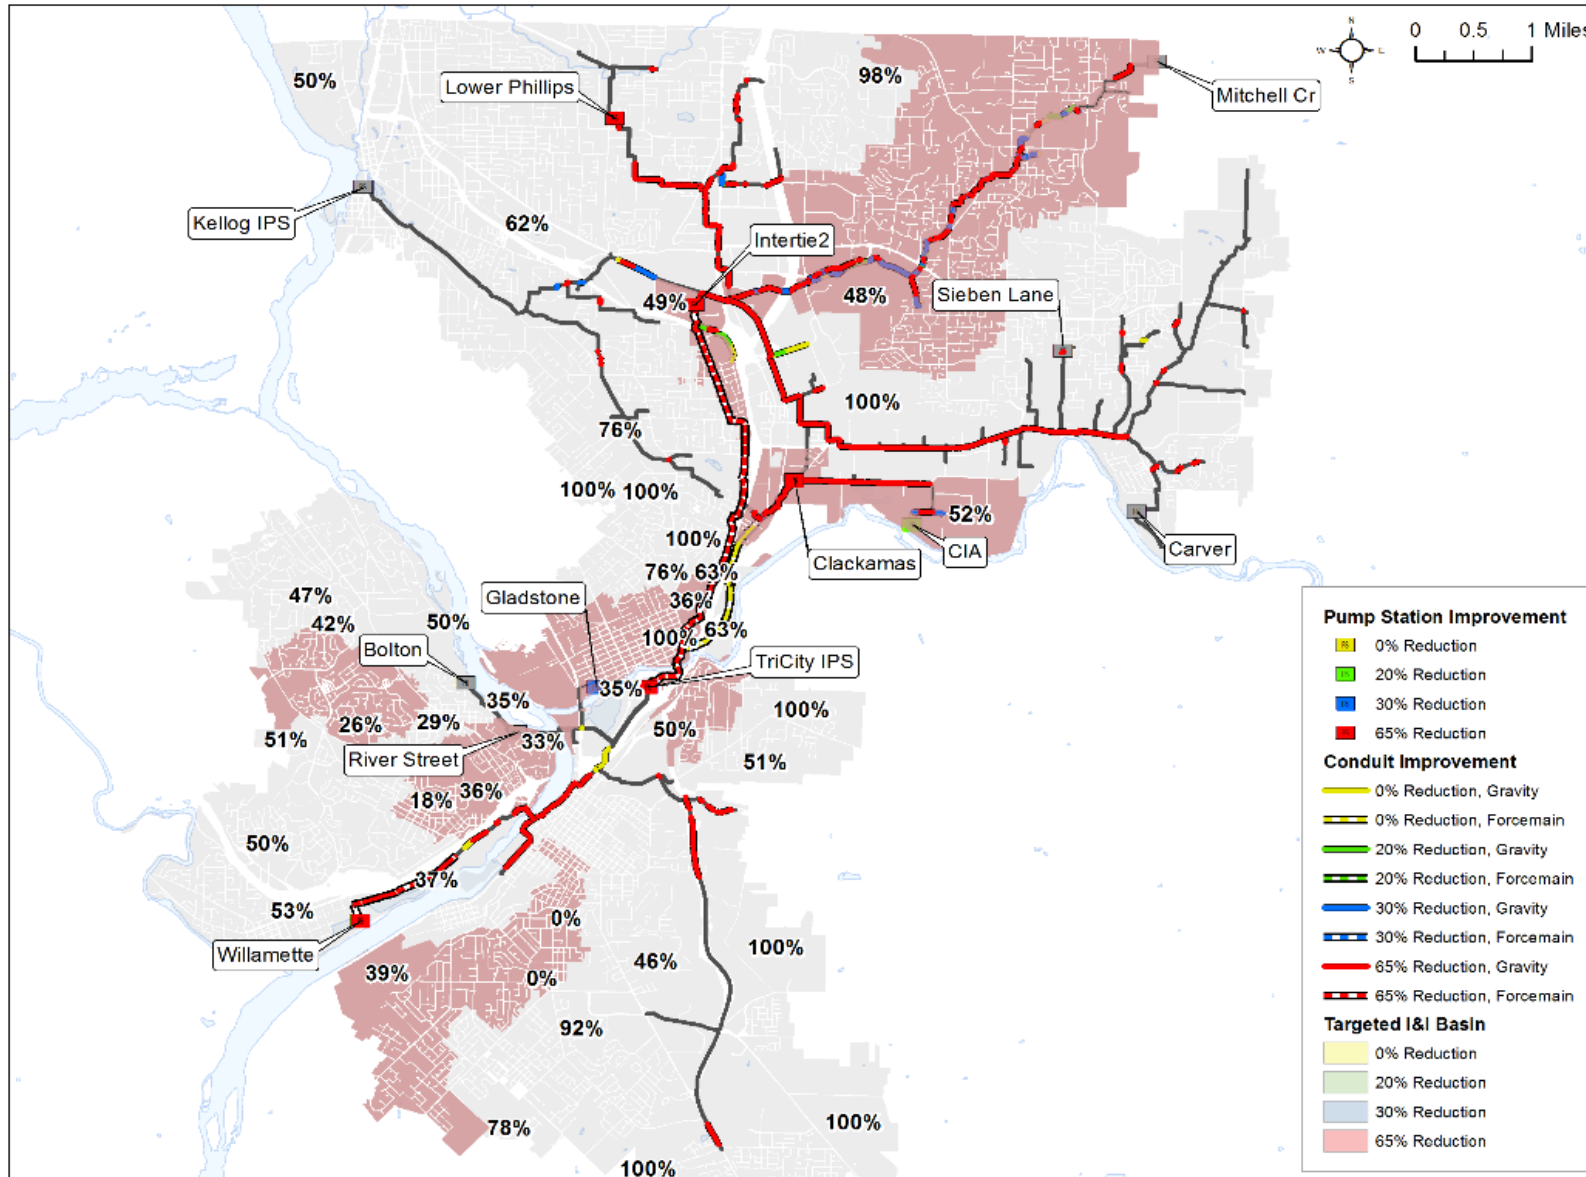 N
W E
S
0 0.5 1 Miles
50%
98%
Lower Phillips
Mitchell Cr
Kellog IPS
62%
Intertie2
49%
48%
Sieben Lane
100%
76%
100% 100%
52%
100%
CIA
Carver
Clackamas
76% 63%
47%
Gladstone
36%
42%
50%
100% 63%
Bolton
TriCity IPS
35%
35%
100%
26%
29%
50%
51%
33%
51%
River Street
36%
18%
50%
37%
53%
0%
Willamette
46%
100%
39%
0%
92%
78%
100%
100%
Pump Station Improvement
0% Reduction
20% Reduction
30% Reduction
65% Reduction
Conduit Improvement
0% Reduction, Gravity
0% Reduction, Forcemain
20% Reduction, Gravity
20% Reduction, Forcemain
30% Reduction, Gravity
30% Reduction, Forcemain
65% Reduction, Gravity
65% Reduction, Forcemain
Targeted I&I Basin
0% Reduction
20% Reduction
30% Reduction
65% Reduction